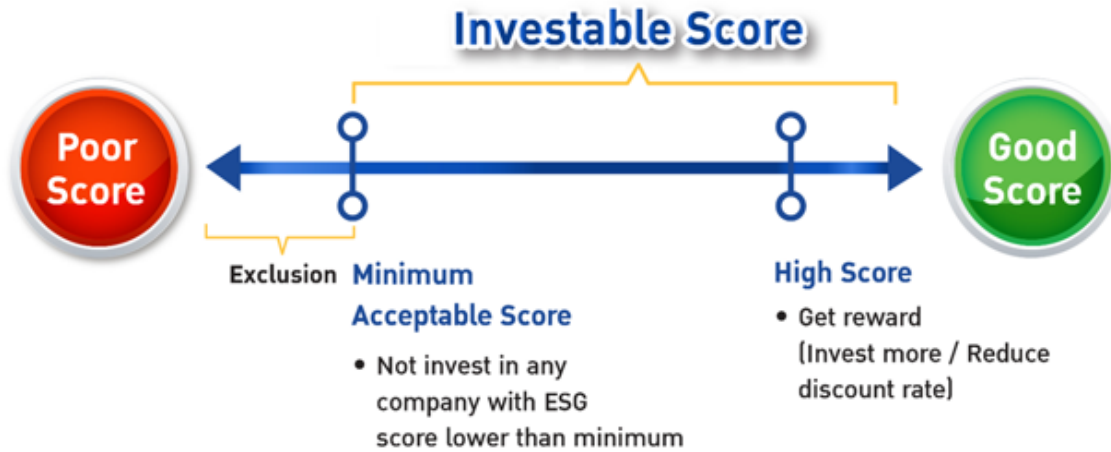 Investable Score
Poor
Score
Good
Score
Exclusion
Minimum
Acceptable Score
• Not invest in any
company with ESG
score lower than minimum
High Score
• Get reward
(Invest more / Reduce
discount rate)